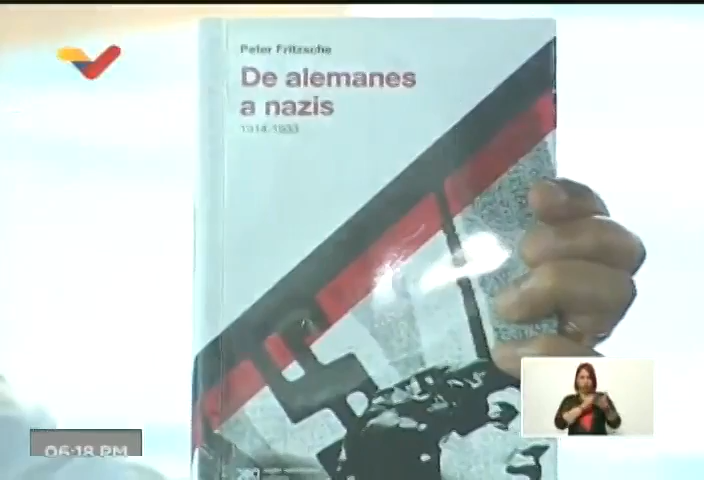 Peter Fritzsche
De alemanes
a nazis
1914-1933
06:18 PM